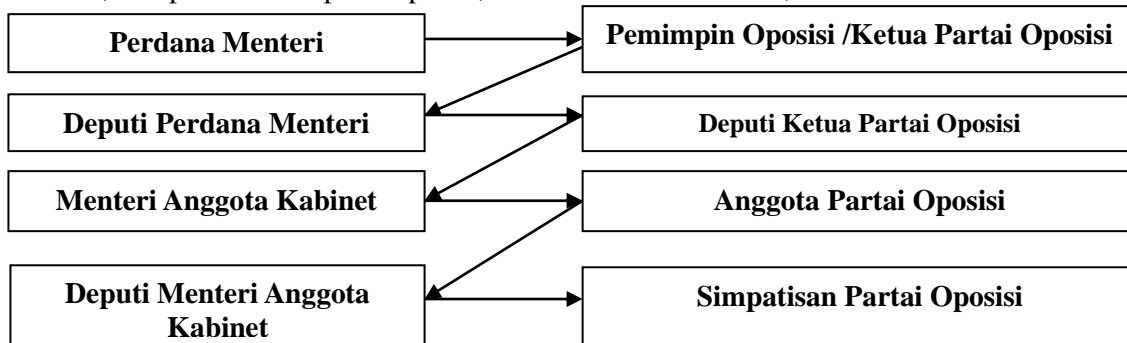 Perdana Menteri
Pemimpin Oposisi /Ketua Partai Oposisi
Deputi Perdana Menteri
Deputi Ketua Partai Oposisi
Menteri Anggota Kabinet
Anggota Partai Oposisi
Deputi Menteri Anggota
Kabinet
Simpatisan Partai Oposisi